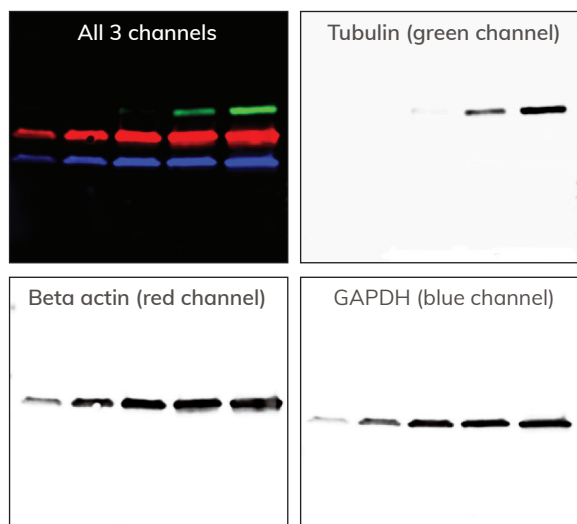 All 3 channels
Tubulin (green channel)
Beta actin (red channel)
GAPDH (blue channel)